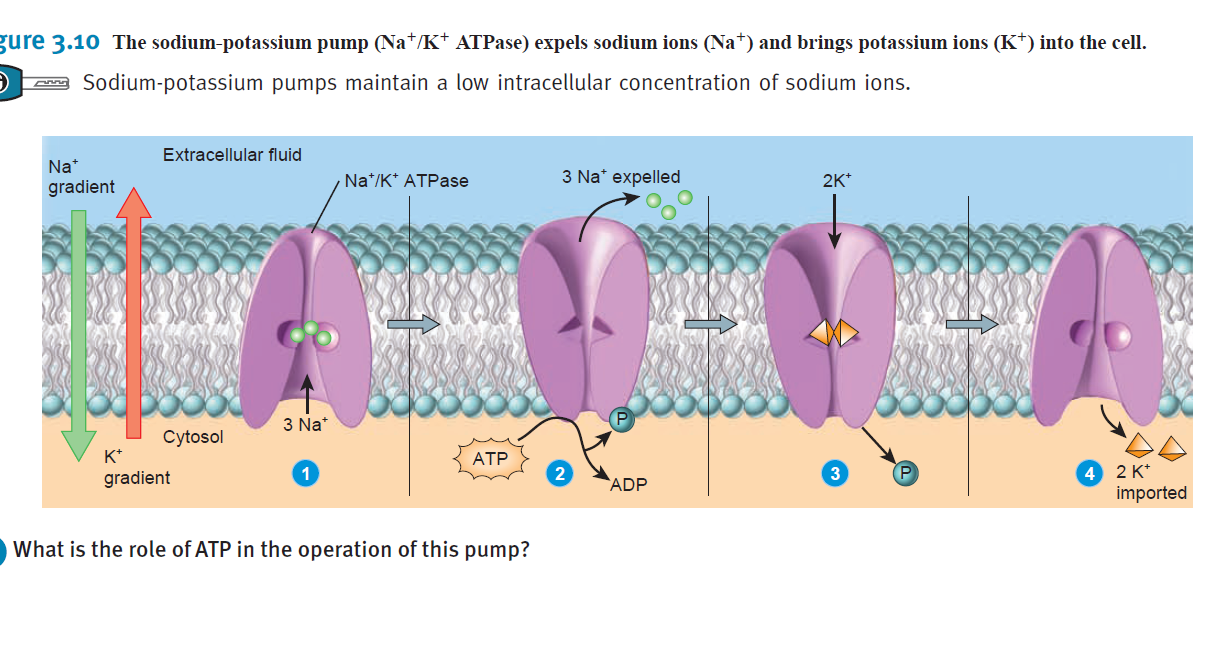 gure 3.10 The sodium-potassium pump (Na⁺/K⁺ ATPase) expels sodium ions (Na⁺) and brings potassium ions (K⁺) into the cell.
Sodium-potassium pumps maintain a low intracellular concentration of sodium ions.
Na⁺
gradient
Extracellular fluid
Na⁺/K⁺ ATPase
3 Na⁺ expelled
2K⁺
K⁺
gradient
Cytosol
3 Na⁺
1
ATP
2
P
ADP
3
P
4
2 K⁺
imported
What is the role of ATP in the operation of this pump?